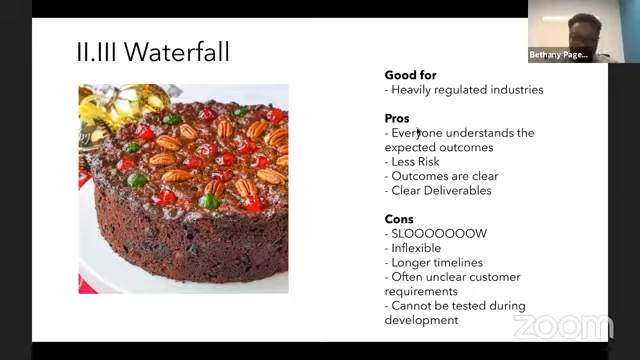 II.III Waterfall
Bethany Page...
Good for
- Heavily regulated industries
Pros
- Everyone understands the
expected outcomes
- Less Risk
- Outcomes are clear
- Clear Deliverables
Cons
- SLOOOOOOOW
- Inflexible
- Longer timelines
- Often unclear customer
requirements
- Cannot be tested during
development
zoom